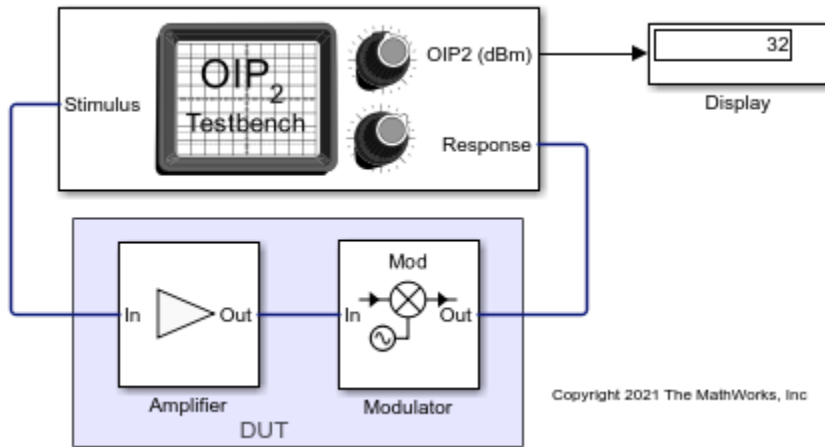 OIP2
Testbench
Stimulus
OIP2 (dBm)
Response
32
Display
In
Out
Amplifier
Mod
In
Out
Modulator
DUT
Copyright 2021 The MathWorks, Inc